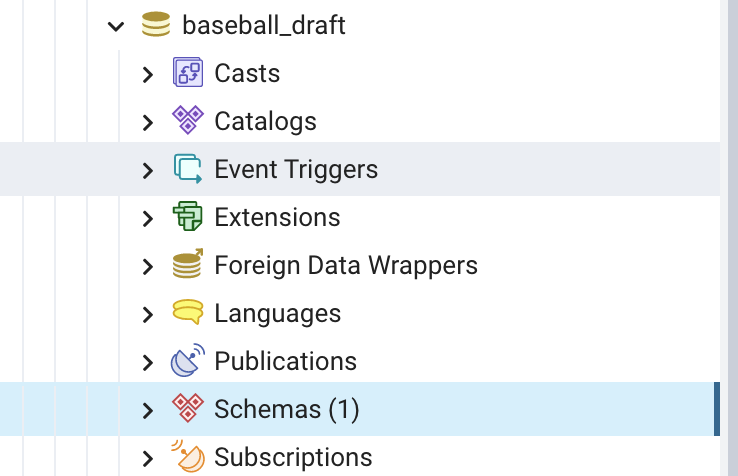 baseball_draft
Casts
Catalogs
Event Triggers
Extensions
Foreign Data Wrappers
Languages
Publications
Schemas (1)
Subscriptions